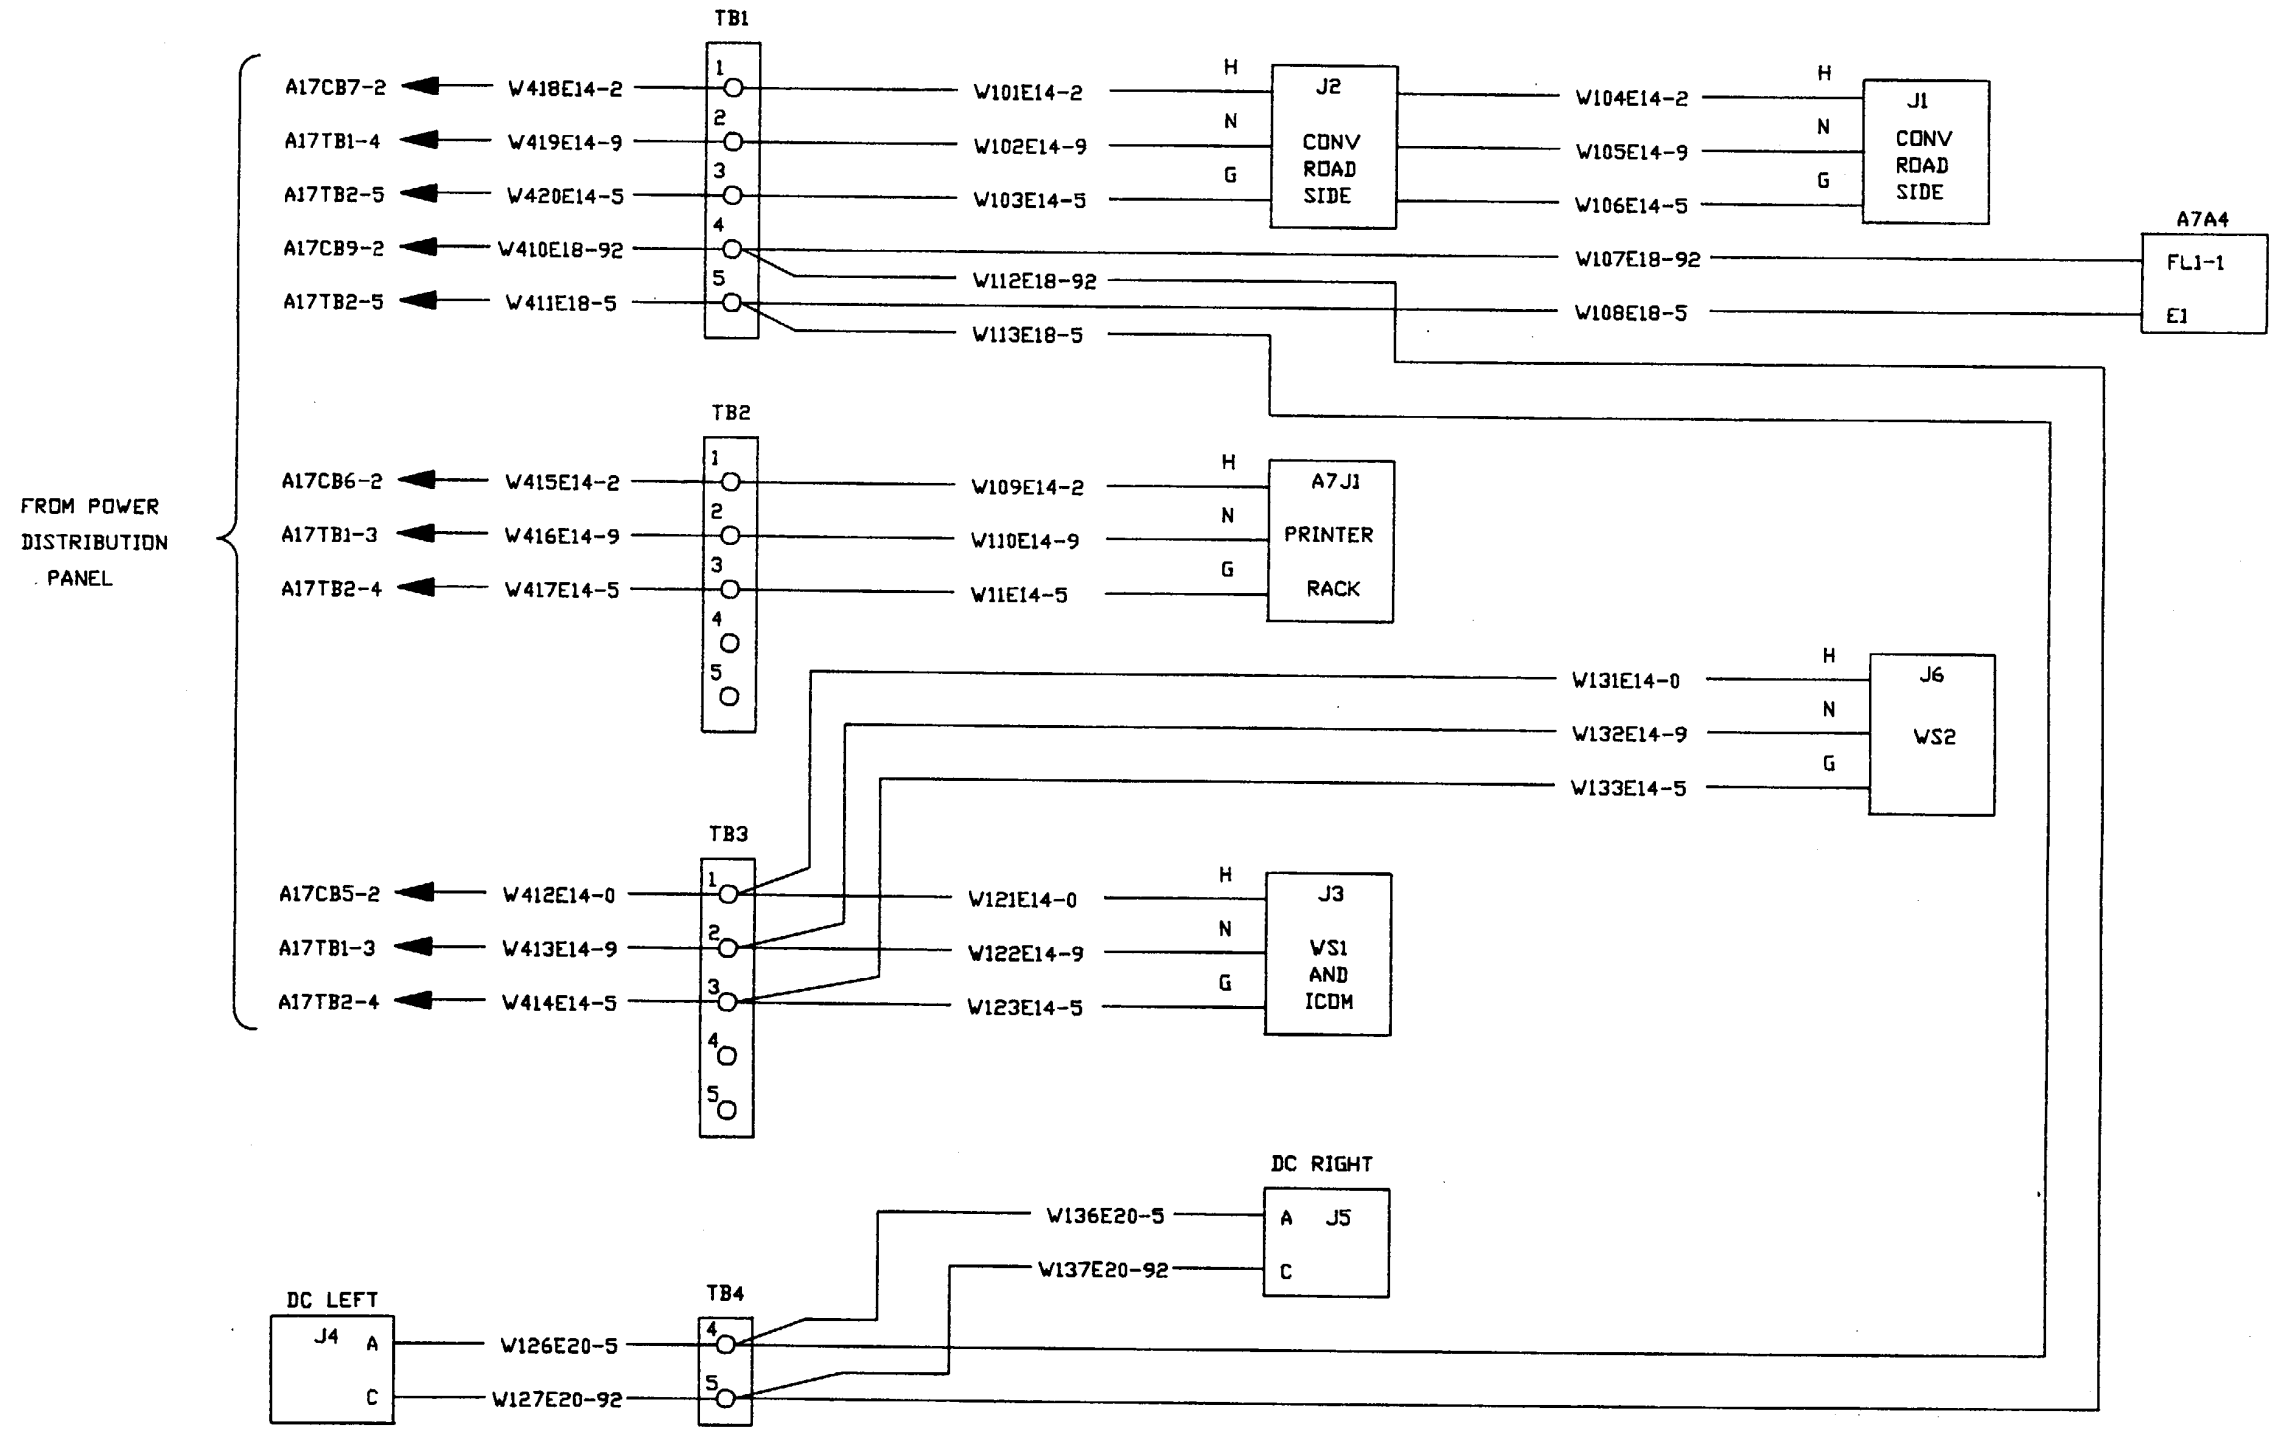 TB1
A17CB7-2 W418E14-2 1 W101E14-2 H J2 W104E14-2 H J1
A17TB1-4 W419E14-9 2 W102E14-9 N CONV W105E14-9 N CONV
ROAD ROAD
A17TB2-5 W420E14-5 3 W103E14-5 G SIDE W106E14-5 G SIDE
A7A4
A17CB9-2 W410E18-92 4 W107E18-92 FL1-1
W112E18-92
A17TB2-5 W411E18-5 5 W108E18-5 E1
W113E18-5
TB2
A17CB6-2 W415E14-2 1 W109E14-2 H A7J1
FROM POWER
DISTRIBUTION
PANEL
A17TB1-3 W416E14-9 2 W110E14-9 N PRINTER
A17TB2-4 W417E14-5 3 W11E14-5 G RACK
4
5
W131E14-0 H J6
W132E14-9 N WS2
W133E14-5 G
TB3
A17CB5-2 W412E14-0 1 W121E14-0 H J3
A17TB1-3 W413E14-9 2 W122E14-9 N WS1
AND
A17TB2-4 W414E14-5 3 W123E14-5 G ICOM
4
5
DC RIGHT
W136E20-5 A J5
W137E20-92 C
DC LEFT TB4
J4 A W126E20-5 4
C W127E20-92 5